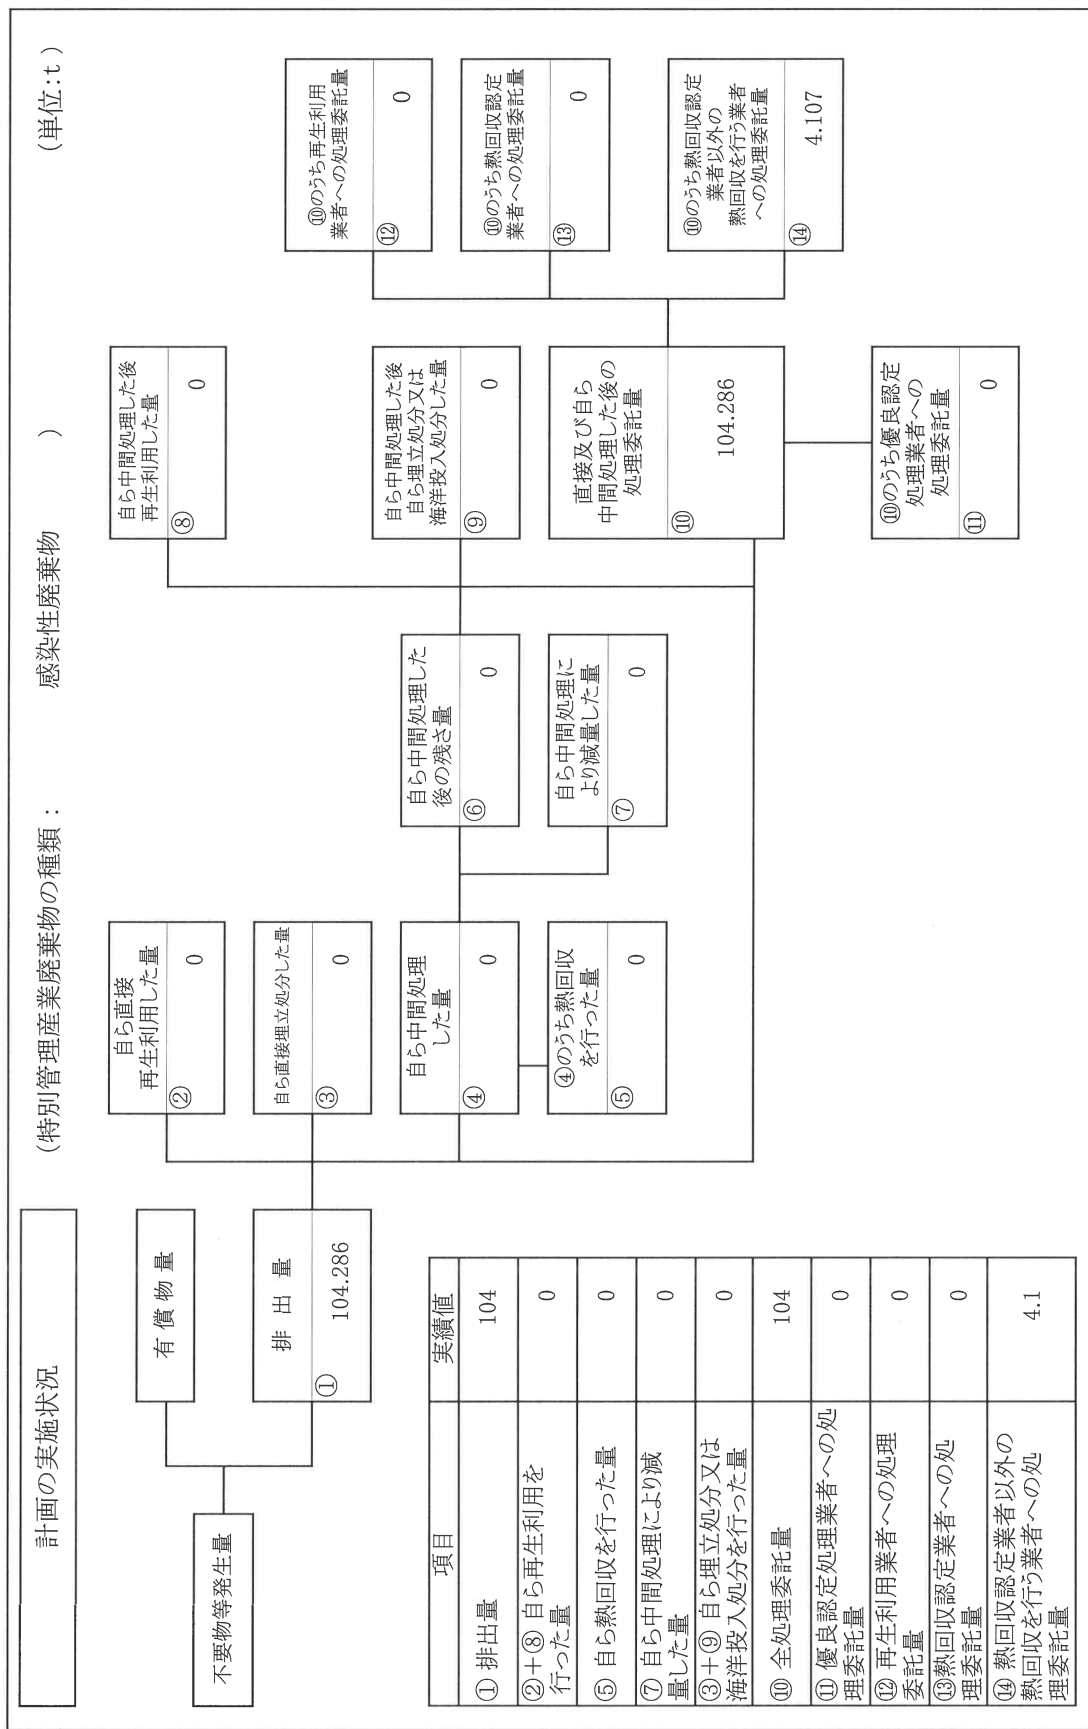 計画の実施状況
(特別管理産業廃棄物の種類： 感染性廃棄物 )
(単位:t )
不要物等発生量
有 償 物 量
排 出 量
① 104.286
自ら直接
再生利用した量
② 0
自ら直接埋立処分した量
③ 0
自ら中間処理
した量
④ 0
④のうち熱回収
を行った量
⑤ 0
自ら中間処理した
後の残さ量
⑥ 0
自ら中間処理に
より減量した量
⑦ 0
自ら中間処理した後
再生利用した量
⑧ 0
自ら中間処理した後
自ら埋立処分又は
海洋投入処分した量
⑨ 0
直接及び自ら
中間処理した後の
処理委託量
⑩ 104.286
⑩のうち優良認定
処理業者への
処理委託量
⑪ 0
⑩のうち再生利用
業者への処理委託量
⑫ 0
⑩のうち熱回収認定
業者への処理委託量
⑬ 0
⑩のうち熱回収認定
業者以外の
熱回収を行う業者
への処理委託量
⑭ 4.107
項目 実績値
① 排出量 104
②+⑧ 自ら再生利用を
行った量 0
⑤ 自ら熱回収を行った量 0
⑦ 自ら中間処理により減
量した量 0
③+⑨ 自ら埋立処分又は
海洋投入処分を行った量 0
⑩ 全処理委託量 104
⑪ 優良認定処理業者への処
理委託量 0
⑫ 再生利用業者への処理
委託量 0
⑬熱回収認定業者への処
理委託量 0
⑭ 熱回収認定業者以外の
熱回収を行う業者への処
理委託量 4.1